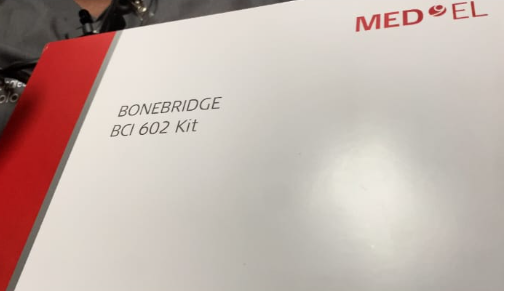 MED EL
BONEBRIDGE
BCI 602 Kit